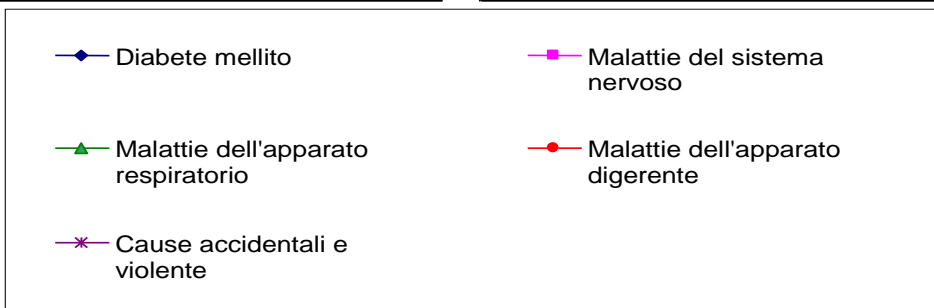 Diabete mellito
Malattie del sistema
nervoso
Malattie dell'apparato
respiratorio
Malattie dell'apparato
digerente
Cause accidentali e
violente